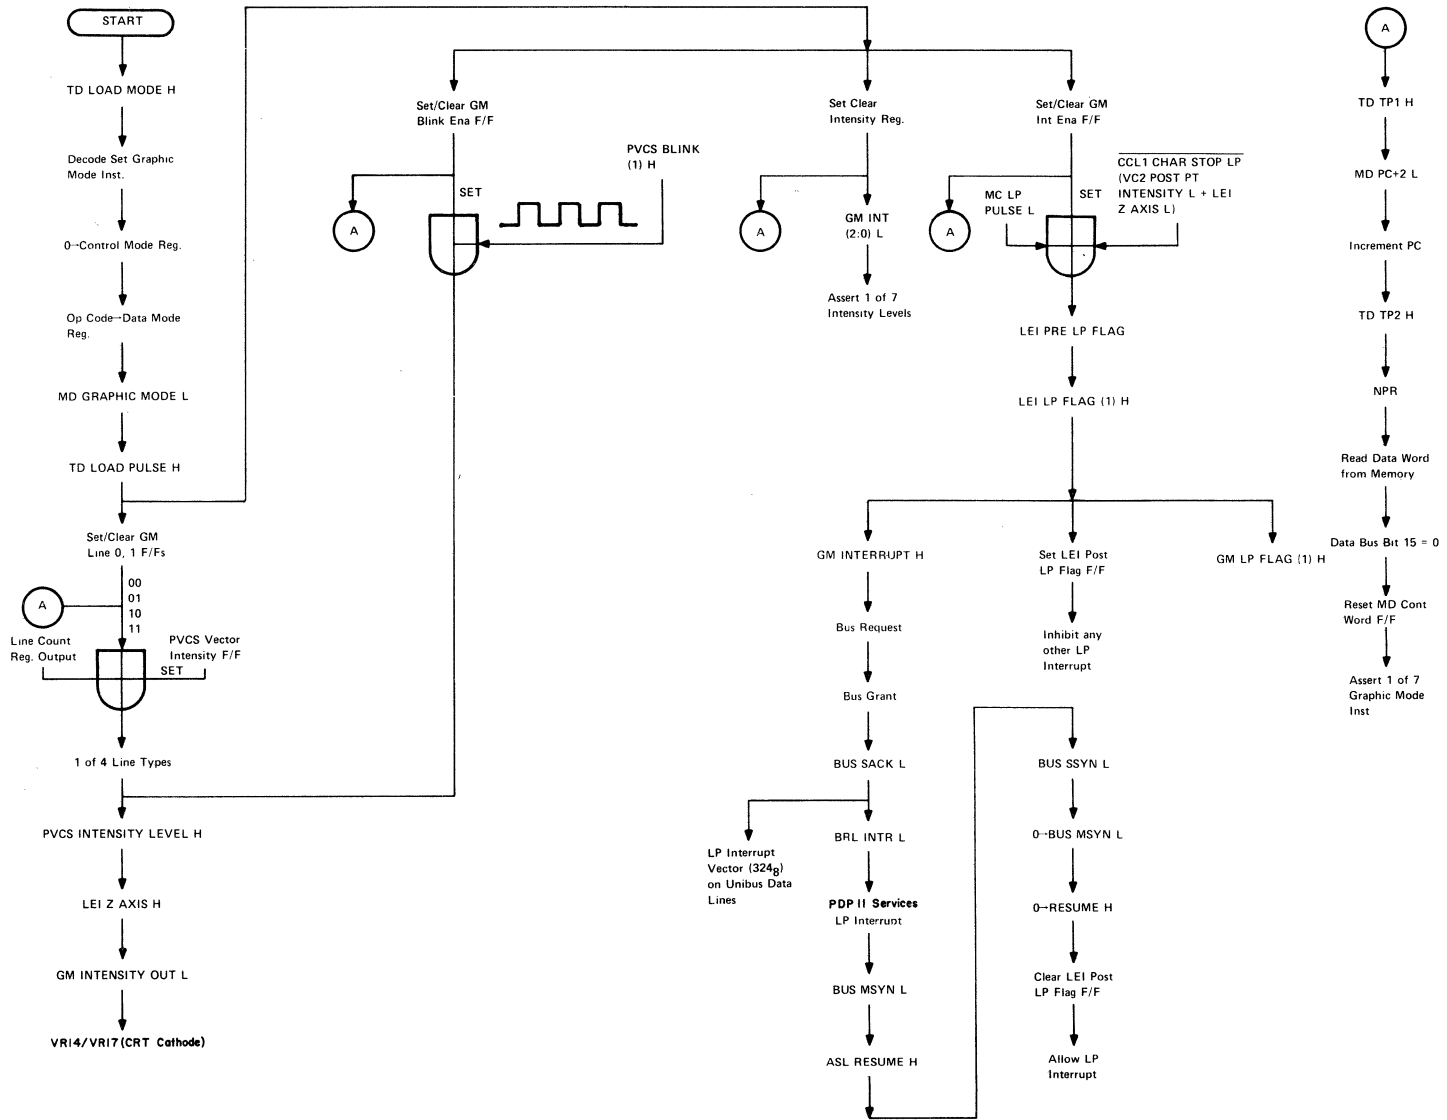 START
TD LOAD MODE H
Decode Set Graphic
Mode Inst.
0→Control Mode Reg.
Op Code→Data Mode
Reg.
MD GRAPHIC MODE L
TD LOAD PULSE H
Set/Clear GM
Line 0, 1 F/Fs
00
01
10
11
A
Line Count
Reg. Output
PVCS Vector
Intensity F/F
SET
1 of 4 Line Types
PVCS INTENSITY LEVEL H
LEI Z AXIS H
GM INTENSITY OUT L
VR14/VR17 (CRT Cathode)
Set/Clear GM
Blink Ena F/F
SET
A
PVCS BLINK
(1) H
Set Clear
Intensity Reg.
A
GM INT
(2:0) L
Assert 1 of 7
Intensity Levels
Set/Clear GM
Int Ena F/F
A
MC LP
PULSE L
SET
CCL1 CHAR STOP LP
(VC2 POST PT
INTENSITY L + LEI
Z AXIS L)
LEI PRE LP FLAG
LEI LP FLAG (1) H
GM INTERRUPT H
Bus Request
Bus Grant
BUS SACK L
LP Interrupt
Vector (324₈)
on Unibus Data
Lines
BRL INTR L
PDP 11 Services
LP Interrupt
BUS MSYN L
ASL RESUME H
Set LEI Post
LP Flag F/F
Inhibit any
other LP
Interrupt
GM LP FLAG (1) H
BUS SSYN L
0→BUS MSYN L
0→RESUME H
Clear LEI Post
LP Flag F/F
Allow LP
Interrupt
A
TD TP1 H
MD PC+2 L
Increment PC
TD TP2 H
NPR
Read Data Word
from Memory
Data Bus Bit 15 = 0
Reset MD Cont
Word F/F
Assert 1 of 7
Graphic Mode
Inst